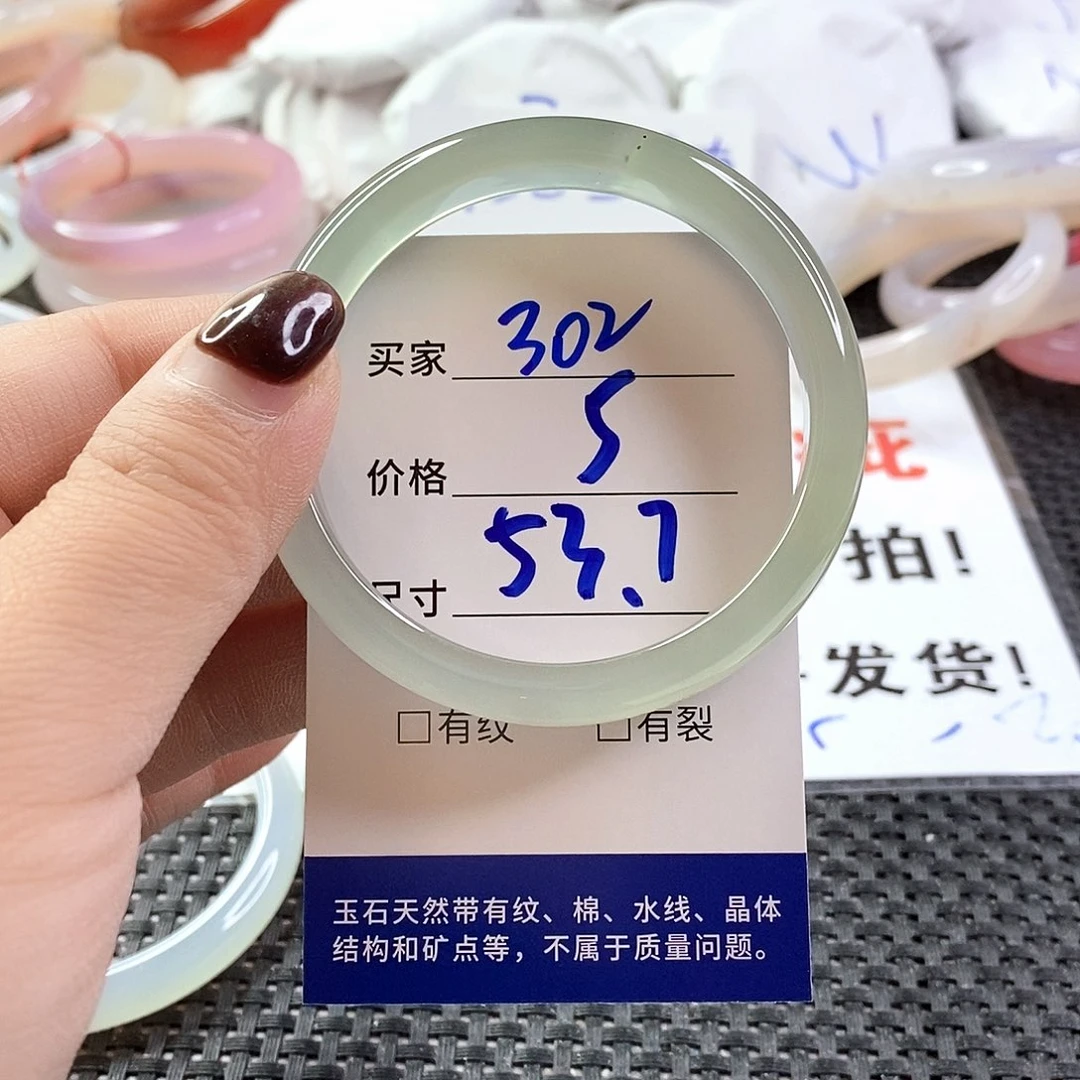 买家 302
价格 5
尺寸 53.7
□有纹 □有裂
玉石天然带有纹、棉、水线、晶体
结构和矿点等，不属于质量问题。
死
拍！
发货！